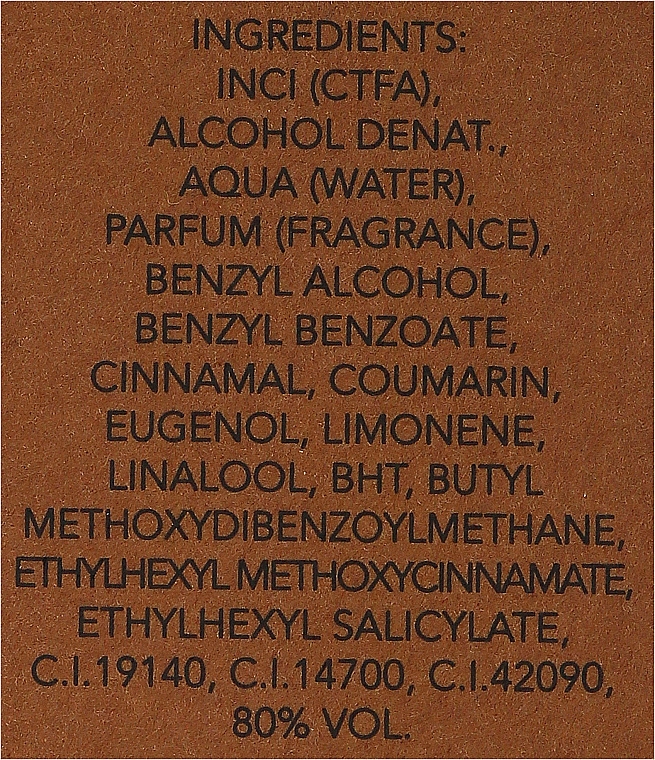 INGREDIENTS:
INCI (CTFA),
ALCOHOL DENAT.,
AQUA (WATER),
PARFUM (FRAGRANCE),
BENZYL ALCOHOL,
BENZYL BENZOATE,
CINNAMAL, COUMARIN,
EUGENOL, LIMONENE,
LINALOOL, BHT, BUTYL
METHOXYDIBENZOYLMETHANE,
ETHYLHEXYL METHOXYCINNAMATE,
ETHYLHEXYL SALICYLATE,
C.I.19140, C.I.14700, C.I.42090,
80% VOL.